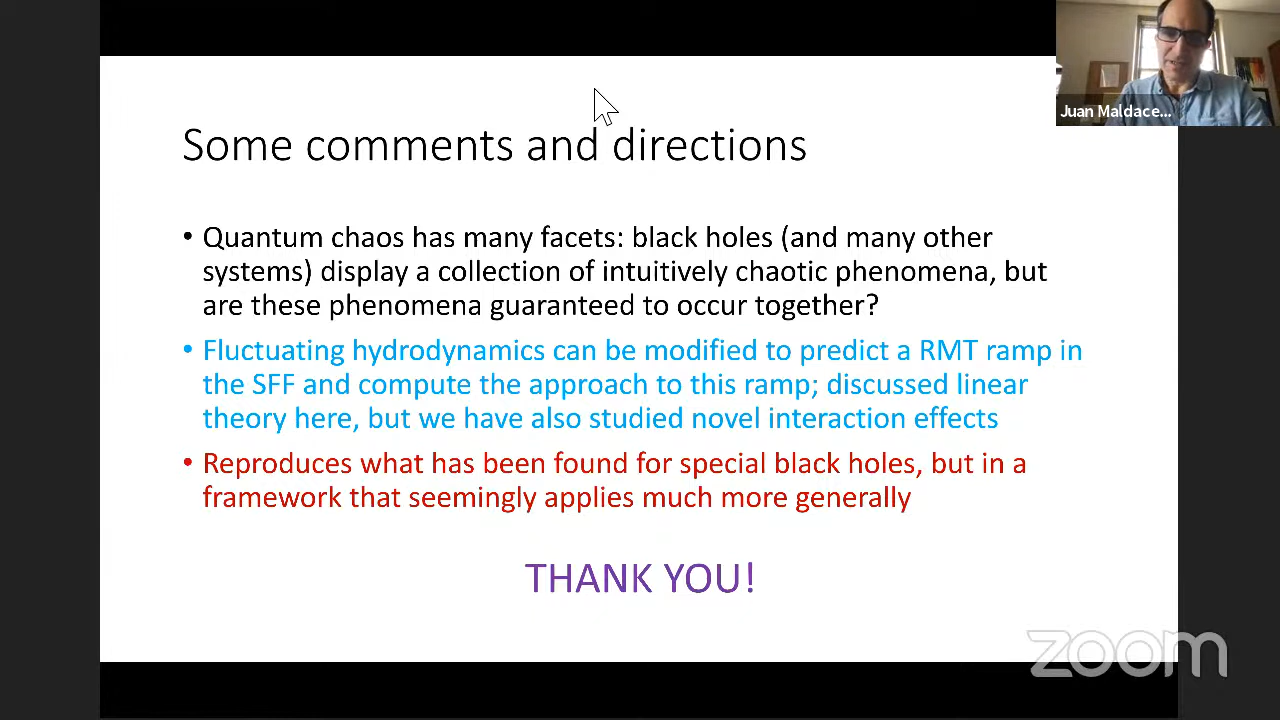 Juan Maldace...
Some comments and directions
• Quantum chaos has many facets: black holes (and many other
systems) display a collection of intuitively chaotic phenomena, but
are these phenomena guaranteed to occur together?
• Fluctuating hydrodynamics can be modified to predict a RMT ramp in
the SFF and compute the approach to this ramp; discussed linear
theory here, but we have also studied novel interaction effects
• Reproduces what has been found for special black holes, but in a
framework that seemingly applies much more generally
THANK YOU!
zoom